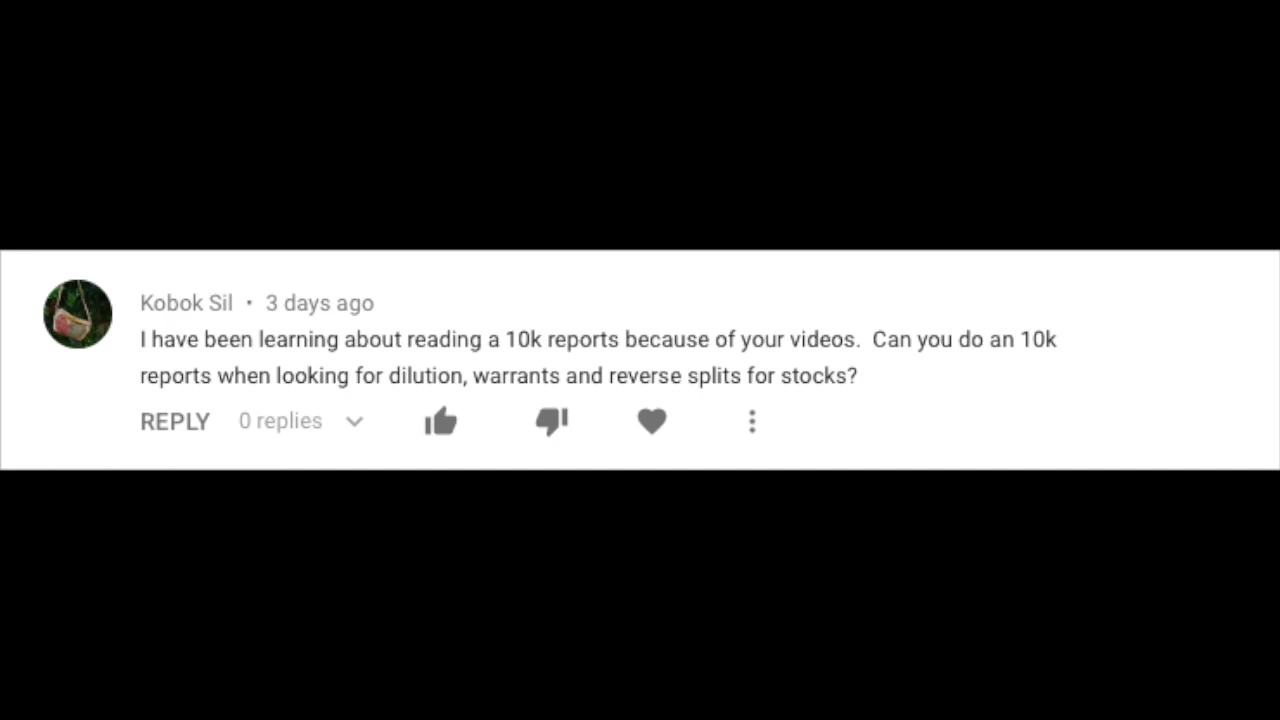 Kobok Sil • 3 days ago
I have been learning about reading a 10k reports because of your videos.  Can you do an 10k
reports when looking for dilution, warrants and reverse splits for stocks?
REPLY 0 replies